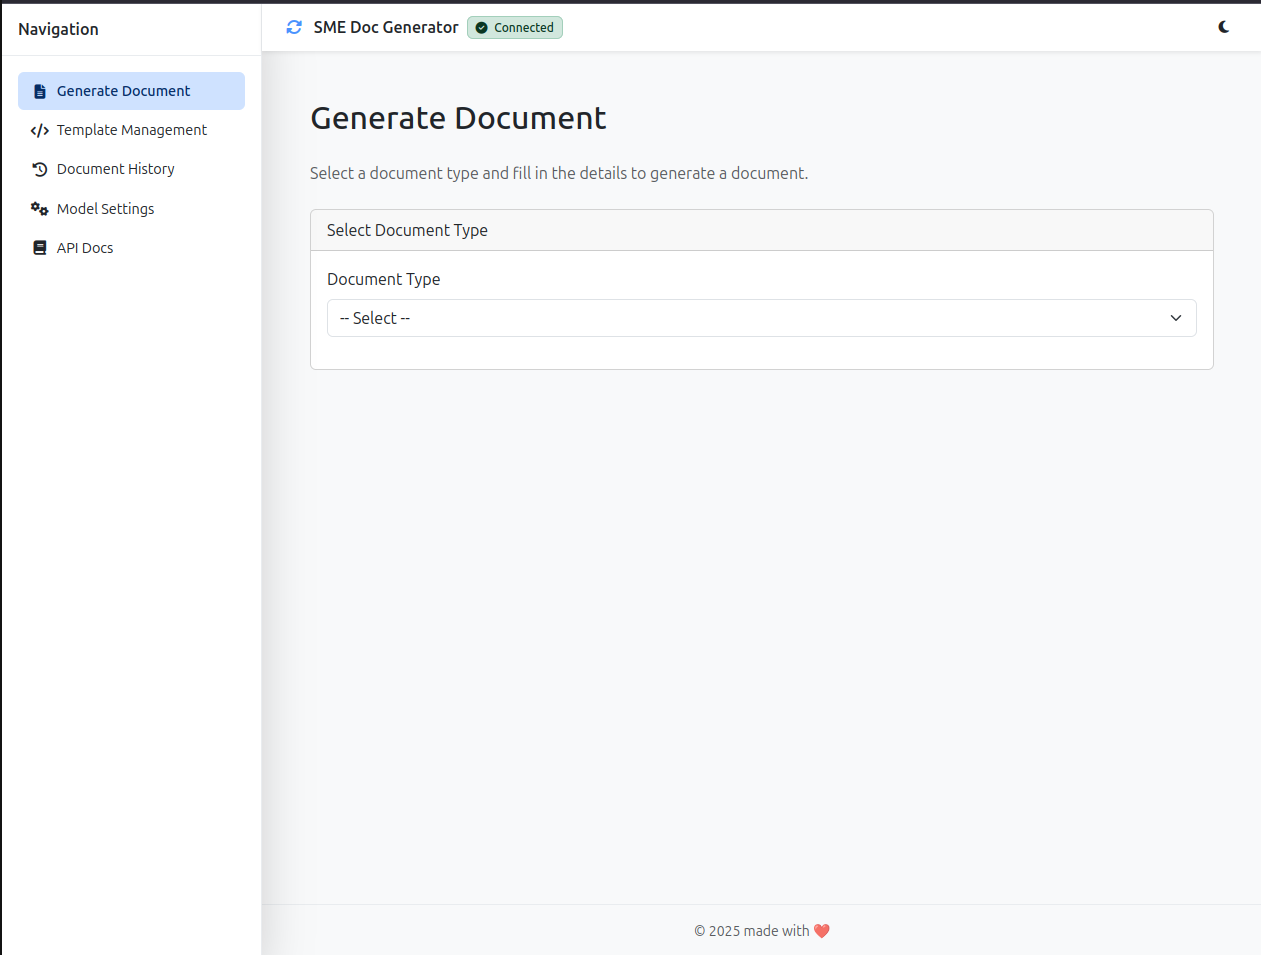 Navigation
Generate Document
Template Management
Document History
Model Settings
API Docs
SME Doc Generator
Connected
Generate Document
Select a document type and fill in the details to generate a document.
Select Document Type
Document Type
-- Select --
© 2025 made with ❤️